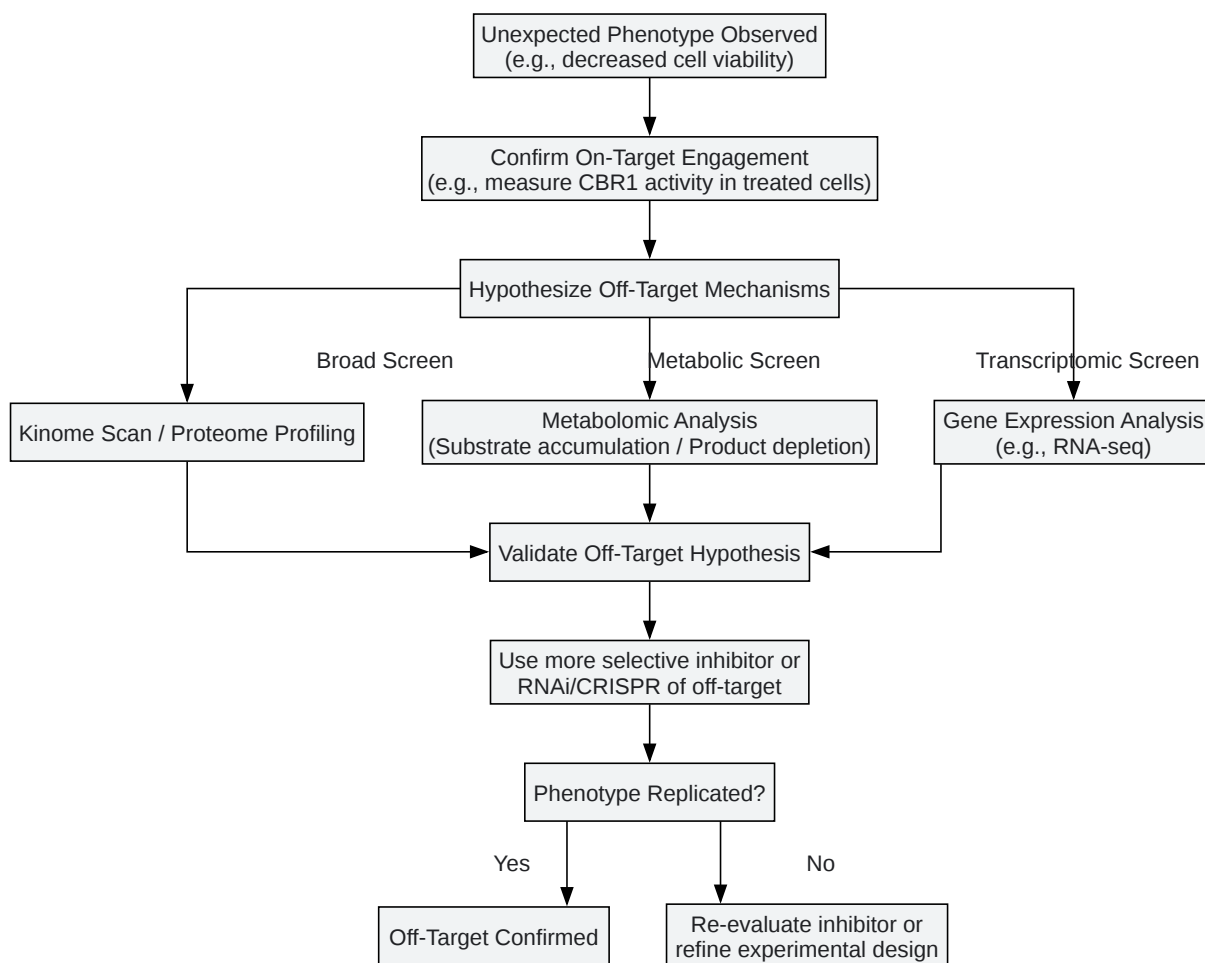 Unexpected Phenotype Observed
(e.g., decreased cell viability)
Confirm On-Target Engagement
(e.g., measure CBR1 activity in treated cells)
Hypothesize Off-Target Mechanisms
Broad Screen
Metabolic Screen
Transcriptomic Screen
Kinome Scan / Proteome Profiling
Metabolomic Analysis
(Substrate accumulation / Product depletion)
Gene Expression Analysis
(e.g., RNA-seq)
Validate Off-Target Hypothesis
Use more selective inhibitor or
RNAi/CRISPR of off-target
Phenotype Replicated?
Yes
No
Off-Target Confirmed
Re-evaluate inhibitor or
refine experimental design